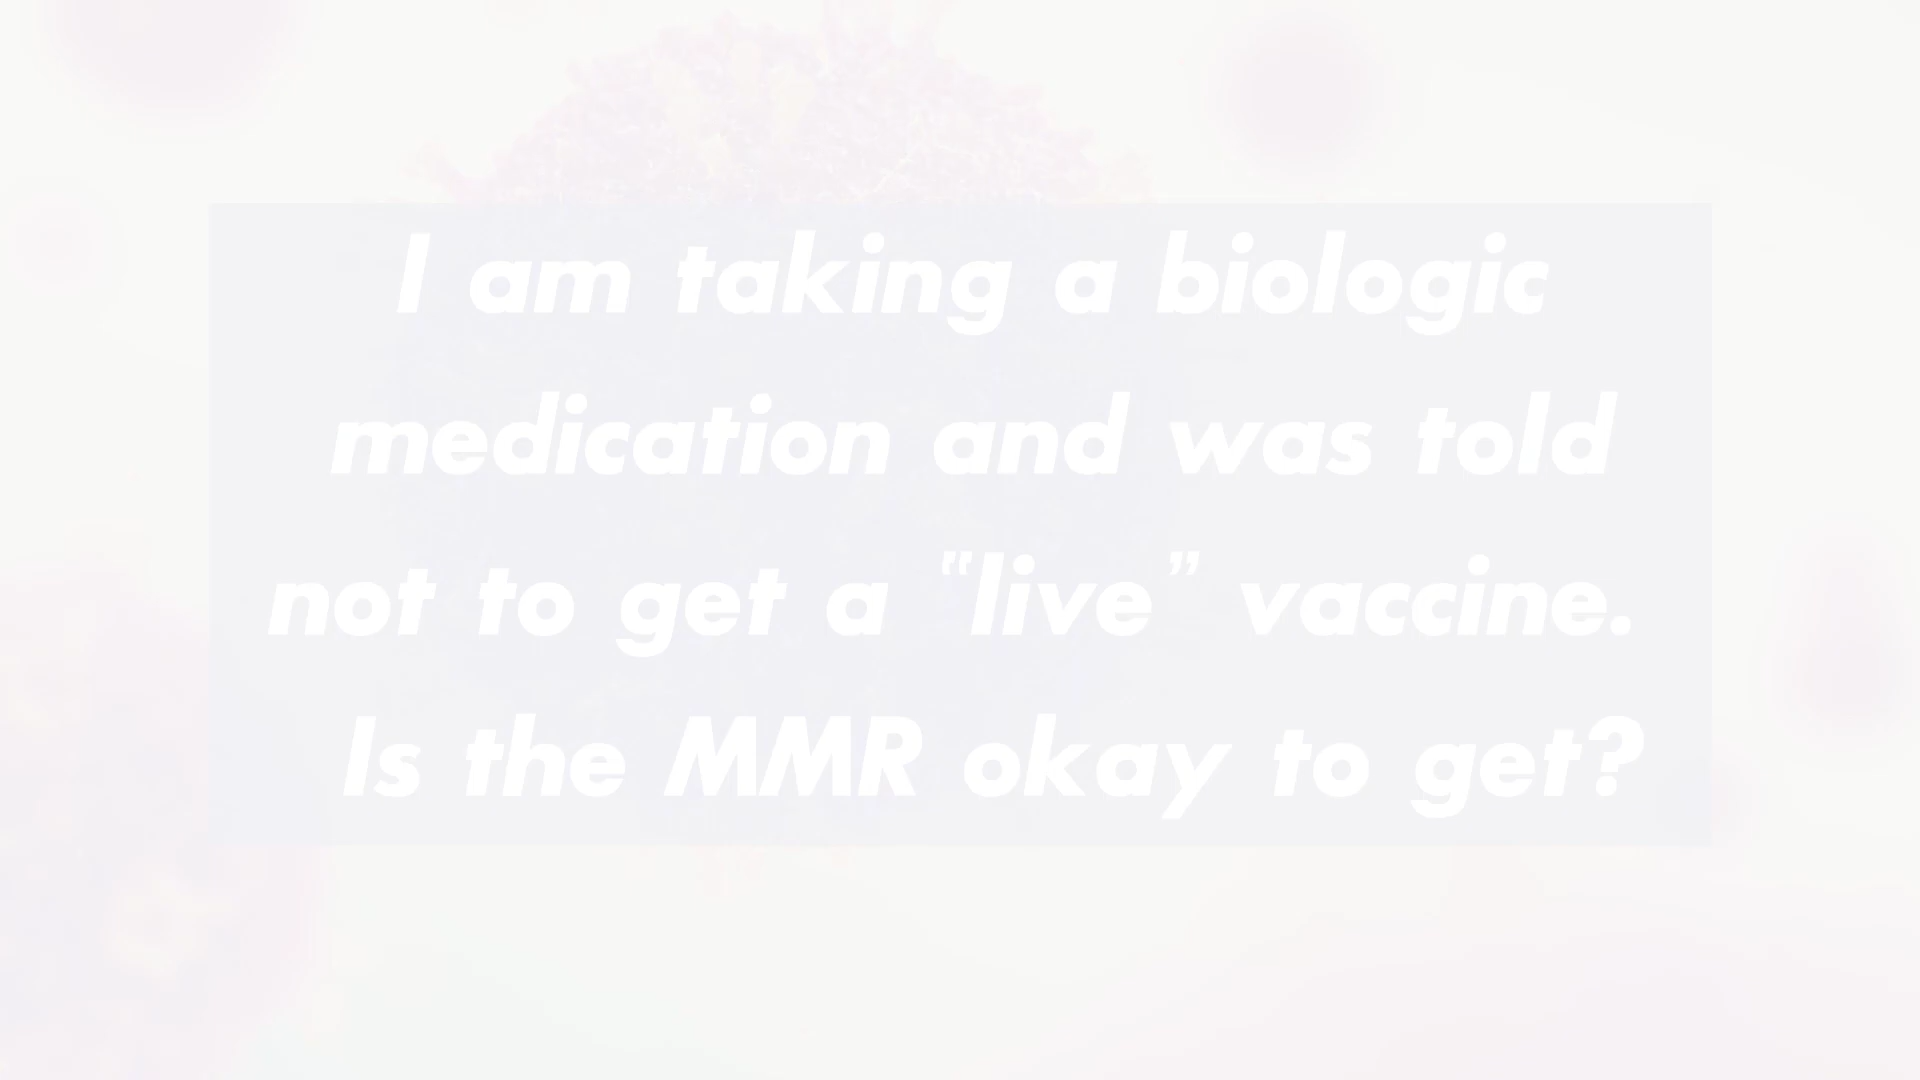 I am taking a biologic
medication and was told
not to get a “live” vaccine.
Is the MMR okay to get?